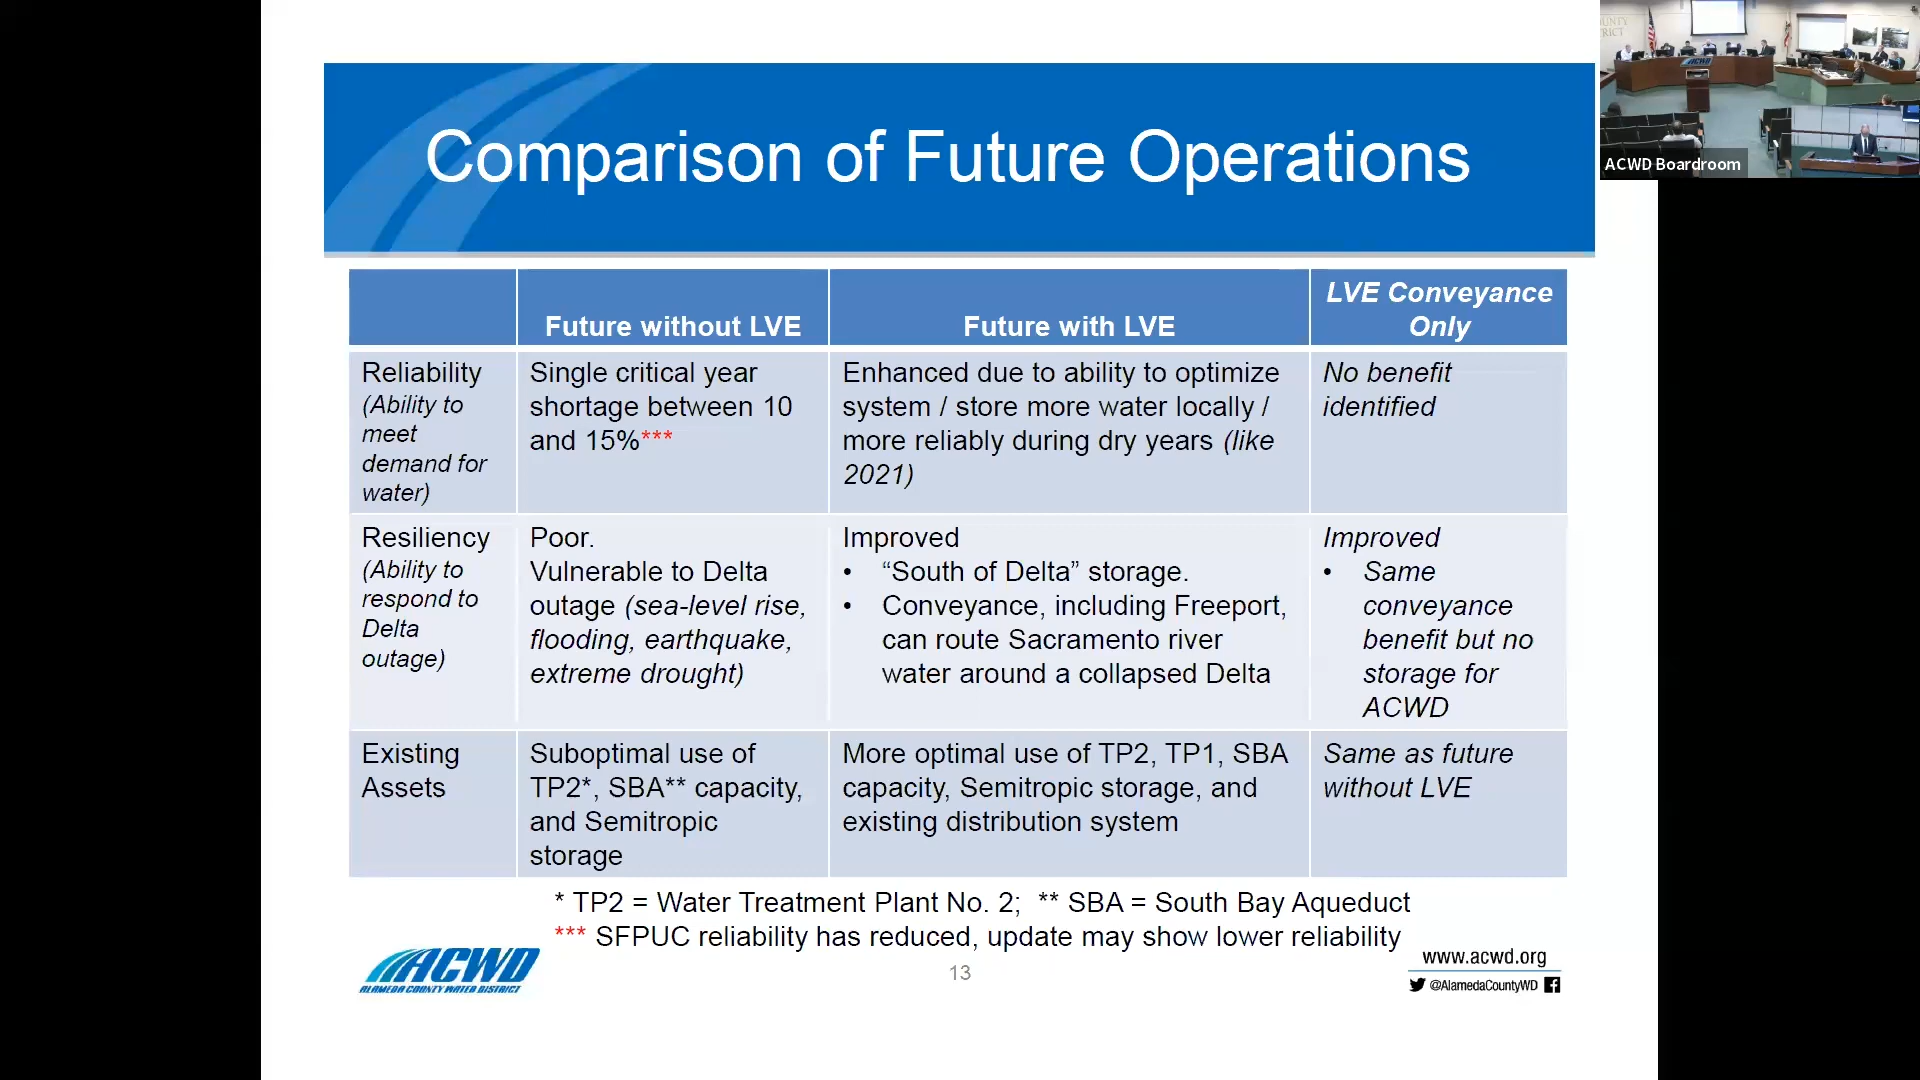 Comparison of Future Operations
Future without LVE
Future with LVE
LVE Conveyance
Only
Reliability
(Ability to
meet
demand for
water)
Single critical year
shortage between 10
and 15%***
Enhanced due to ability to optimize
system / store more water locally /
more reliably during dry years (like
2021)
No benefit
identified
Resiliency
(Ability to
respond to
Delta
outage)
Poor.
Vulnerable to Delta
outage (sea-level rise,
flooding, earthquake,
extreme drought)
Improved
• “South of Delta” storage.
• Conveyance, including Freeport,
can route Sacramento river
water around a collapsed Delta
Improved
• Same
conveyance
benefit but no
storage for
ACWD
Existing
Assets
Suboptimal use of
TP2*, SBA** capacity,
and Semitropic
storage
More optimal use of TP2, TP1, SBA
capacity, Semitropic storage, and
existing distribution system
Same as future
without LVE
* TP2 = Water Treatment Plant No. 2; ** SBA = South Bay Aqueduct
*** SFPUC reliability has reduced, update may show lower reliability
ACWD
ALAMEDA COUNTY WATER DISTRICT
13
www.acwd.org
@AlamedaCountyWD
ACWD
ACWD Boardroom